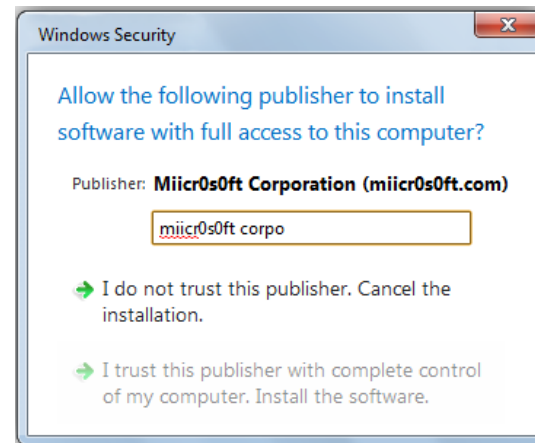 Windows Security
Allow the following publisher to install
software with full access to this computer?
Publisher: Miicr0s0ft Corporation (miicr0s0ft.com)
miicr0s0ft corpo
I do not trust this publisher. Cancel the
installation.
I trust this publisher with complete control
of my computer. Install the software.